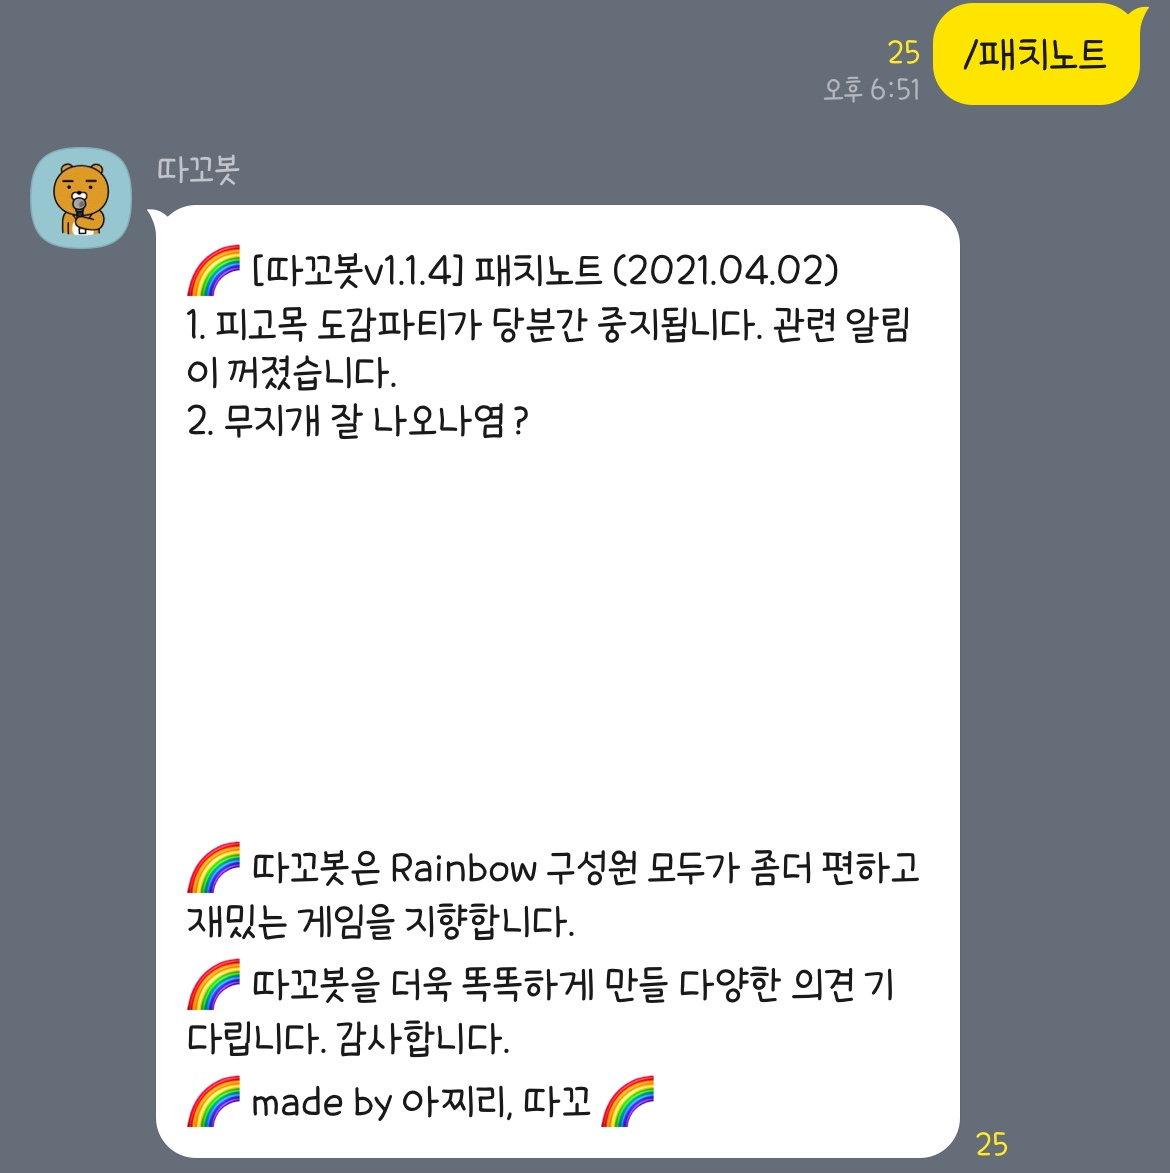 /패치노트
25
오후 6:51
따꼬봇
🌈 [따꼬봇v1.1.4] 패치노트 (2021.04.02)
1. 피고목 도감파티가 당분간 중지됩니다. 관련 알림
이 꺼졌습니다.
2. 무지개 잘 나오나염?
🌈 따꼬봇은 Rainbow 구성원 모두가 좀더 편하고
재밌는 게임을 지향합니다.
🌈 따꼬봇을 더욱 똑똑하게 만들 다양한 의견 기
다립니다. 감사합니다.
🌈 made by 아찌리, 따꼬 🌈
25